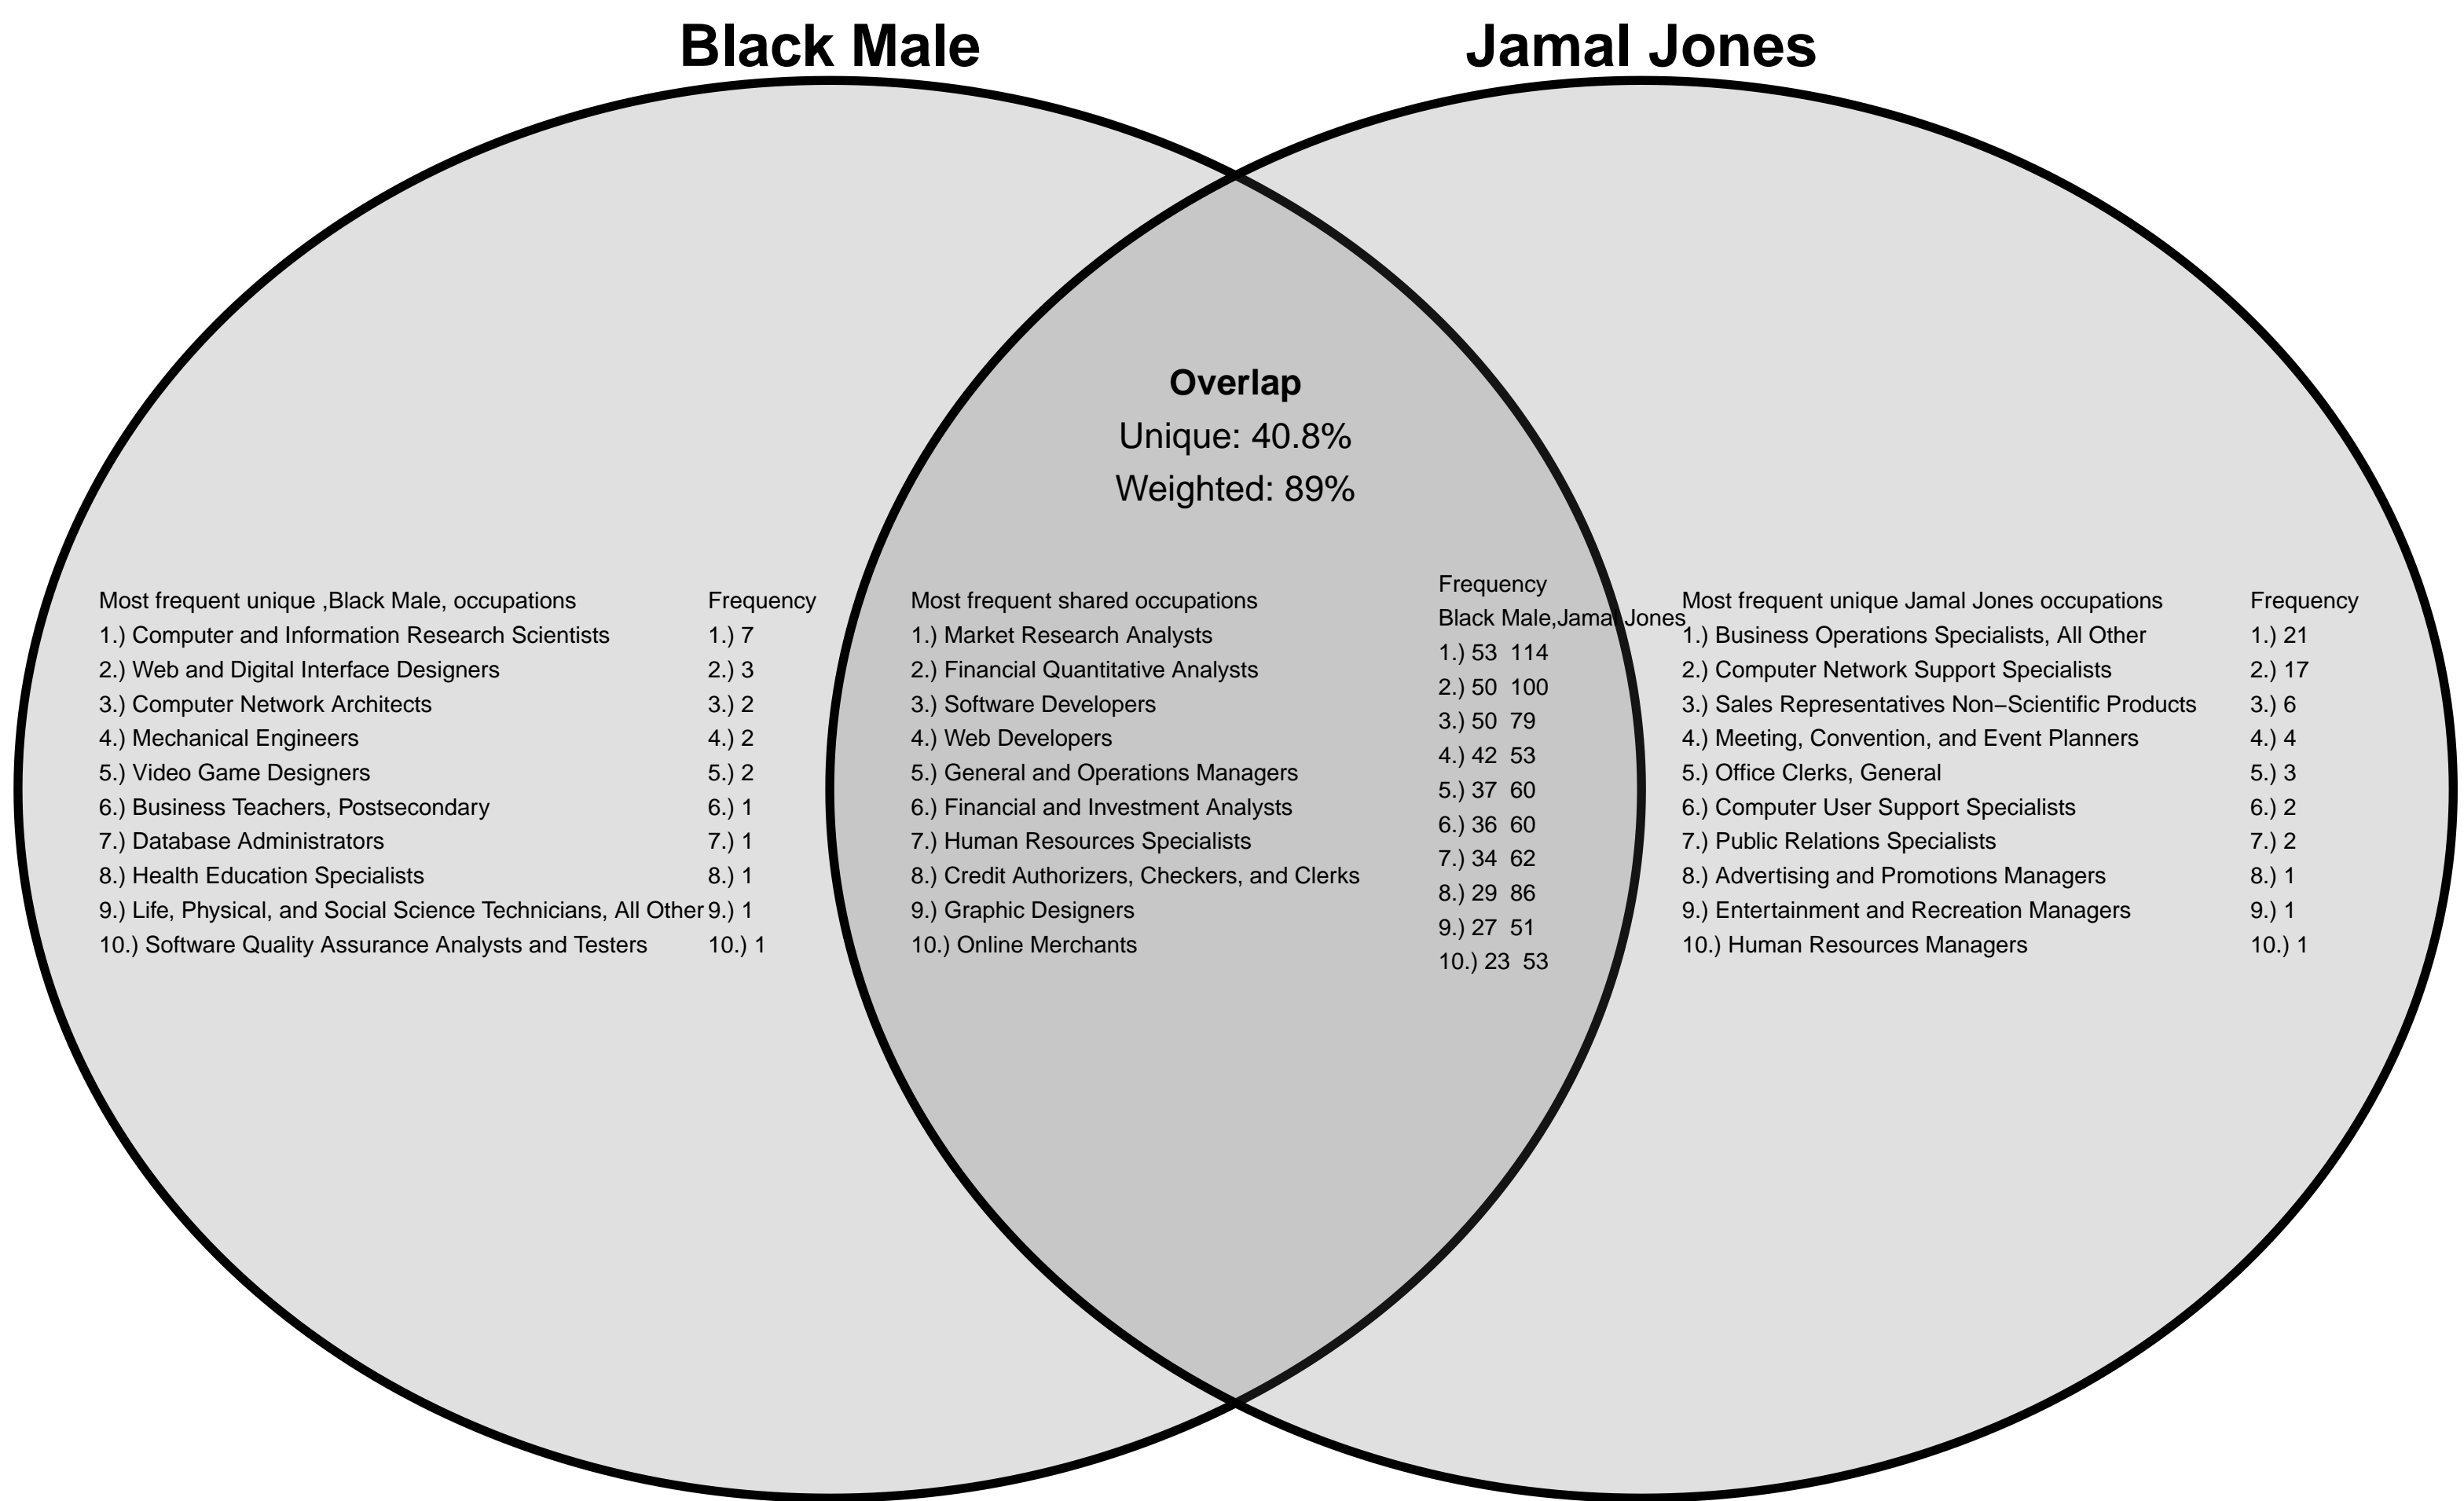 Black Male
Jamal Jones
Overlap
Unique: 40.8%
Weighted: 89%
Most frequent unique ,Black Male, occupations
1.) Computer and Information Research Scientists
2.) Web and Digital Interface Designers
3.) Computer Network Architects
4.) Mechanical Engineers
5.) Video Game Designers
6.) Business Teachers, Postsecondary
7.) Database Administrators
8.) Health Education Specialists
9.) Life, Physical, and Social Science Technicians, All Other
10.) Software Quality Assurance Analysts and Testers
Frequency
1.) 7
2.) 3
3.) 2
4.) 2
5.) 2
6.) 1
7.) 1
8.) 1
9.) 1
10.) 1
Most frequent shared occupations
1.) Market Research Analysts
2.) Financial Quantitative Analysts
3.) Software Developers
4.) Web Developers
5.) General and Operations Managers
6.) Financial and Investment Analysts
7.) Human Resources Specialists
8.) Credit Authorizers, Checkers, and Clerks
9.) Graphic Designers
10.) Online Merchants
Frequency
Black Male,Jamal Jones
1.) 53 114
2.) 50 100
3.) 50 79
4.) 42 53
5.) 37 60
6.) 36 60
7.) 34 62
8.) 29 86
9.) 27 51
10.) 23 53
Most frequent unique Jamal Jones occupations
1.) Business Operations Specialists, All Other
2.) Computer Network Support Specialists
3.) Sales Representatives Non−Scientific Products
4.) Meeting, Convention, and Event Planners
5.) Office Clerks, General
6.) Computer User Support Specialists
7.) Public Relations Specialists
8.) Advertising and Promotions Managers
9.) Entertainment and Recreation Managers
10.) Human Resources Managers
Frequency
1.) 21
2.) 17
3.) 6
4.) 4
5.) 3
6.) 2
7.) 2
8.) 1
9.) 1
10.) 1